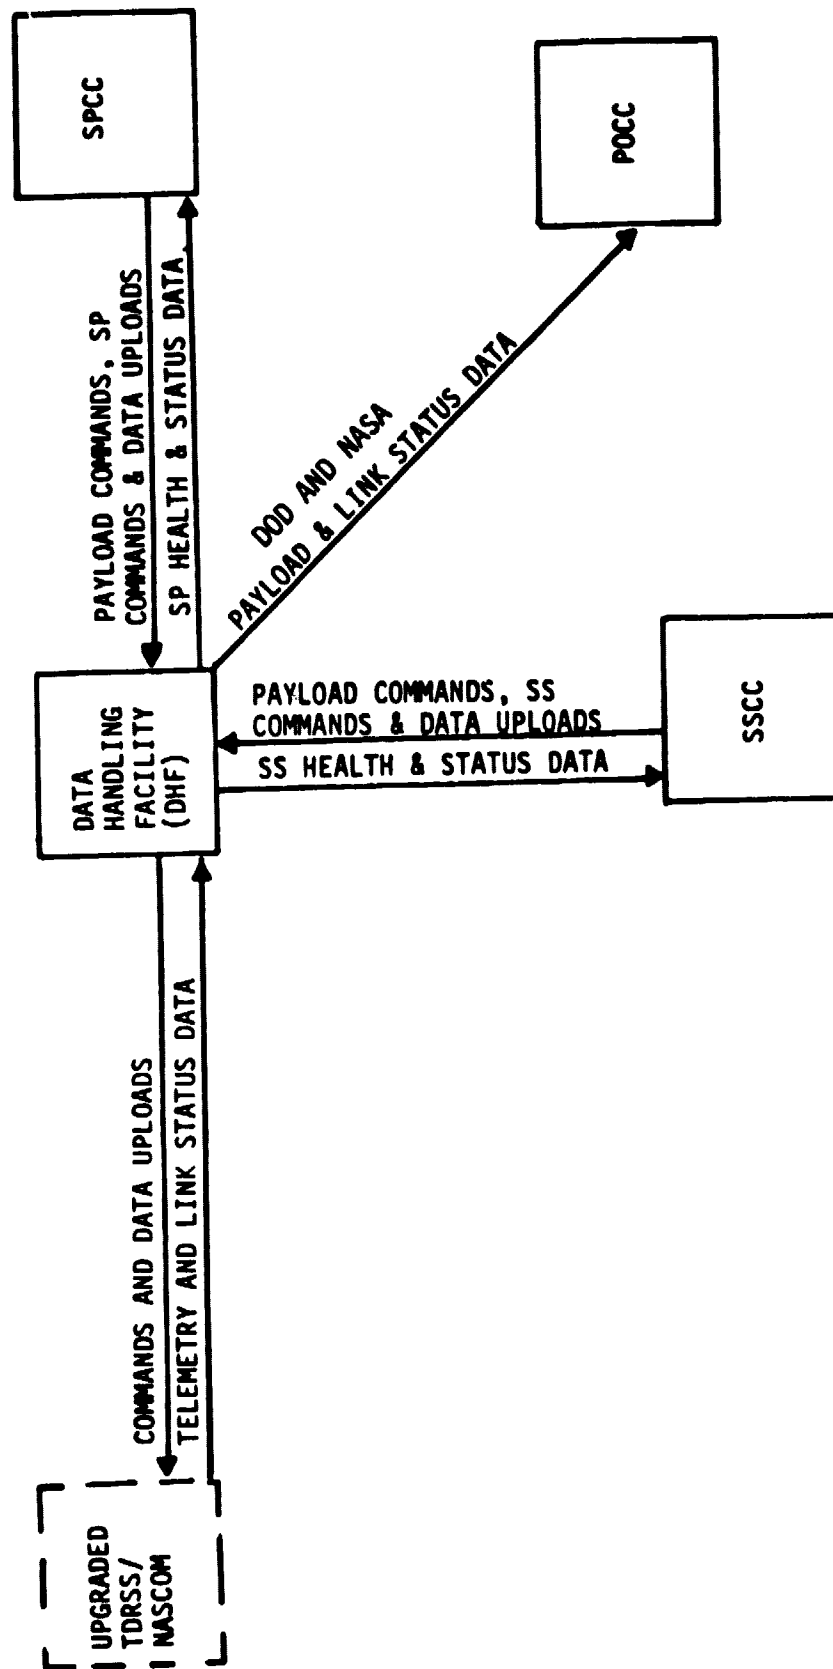 UPGRADED
TDRSS/
NASCOM
COMMANDS AND DATA UPLOADS
TELEMETRY AND LINK STATUS DATA
DATA
HANDLING
FACILITY
(DHF)
PAYLOAD COMMANDS, SP
COMMANDS & DATA UPLOADS
SP HEALTH & STATUS DATA
SPCC
DOD AND NASA
PAYLOAD & LINK STATUS DATA
POCC
PAYLOAD COMMANDS, SS
COMMANDS & DATA UPLOADS
SS HEALTH & STATUS DATA
SSCC